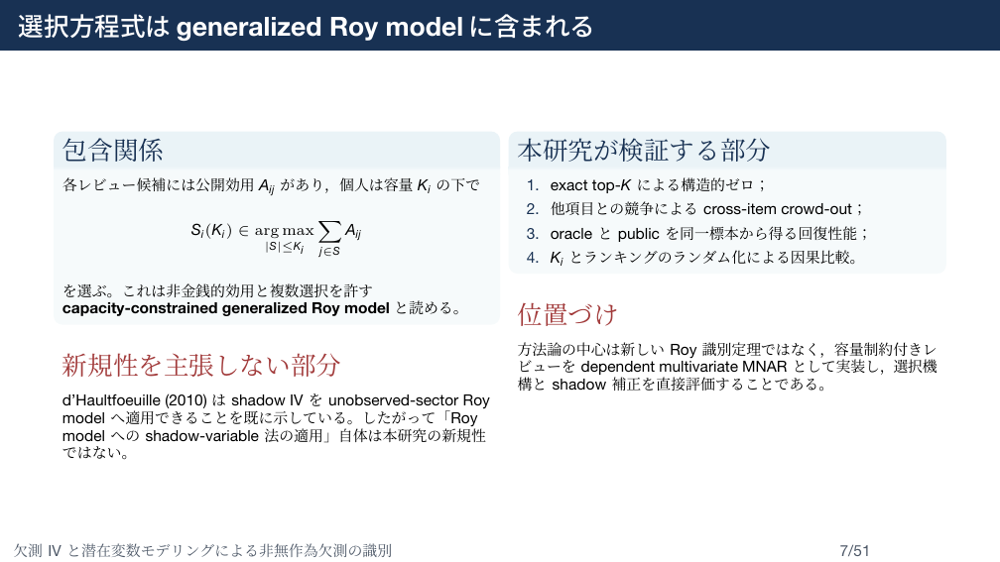 選択方程式は generalized Roy model に含まれる
包含関係
各レビュー候補には公開効用 A_{ij} があり，個人は容量 K_i の下で
S_i(K_i) ∈ arg max_{|S|≤K_i} ∑_{j∈S} A_{ij}
を選ぶ。これは非金銭的効用と複数選択を許す
capacity-constrained generalized Roy model と読める。
新規性を主張しない部分
d’Haultfoeuille (2010) は shadow IV を unobserved-sector Roy
model へ適用できることを既に示している。したがって「Roy
model への shadow-variable 法の適用」自体は本研究の新規性
ではない。
本研究が検証する部分
1. exact top-K による構造的ゼロ；
2. 他項目との競争による cross-item crowd-out；
3. oracle と public を同一標本から得る回復性能；
4. K_i とランキングのランダム化による因果比較。
位置づけ
方法論の中心は新しい Roy 識別定理ではなく，容量制約付きレ
ビューを dependent multivariate MNAR として実装し，選択機
構と shadow 補正を直接評価することである。
欠測 IV と潜在変数モデリングによる非無作為欠測の識別
7/51